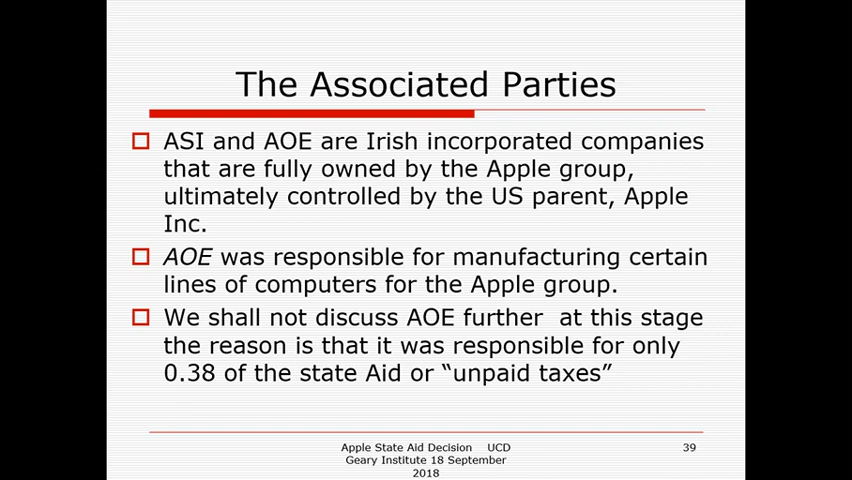 The Associated Parties
ASI and AOE are Irish incorporated companies
that are fully owned by the Apple group,
ultimately controlled by the US parent, Apple
Inc.
AOE was responsible for manufacturing certain
lines of computers for the Apple group.
We shall not discuss AOE further at this stage
the reason is that it was responsible for only
0.38 of the state Aid or “unpaid taxes”
Apple State Aid Decision UCD
Geary Institute 18 September
2018
39